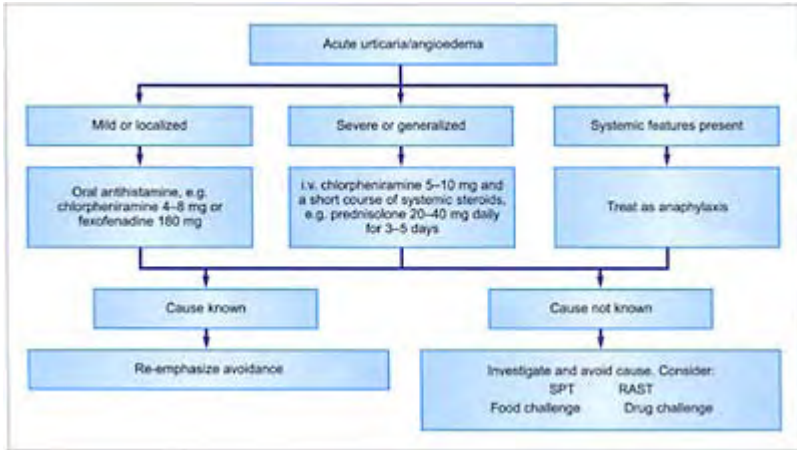 Acute urticaria/angioedema
Mild or localized
Severe or generalized
Systemic features present
Oral antihistamine, e.g.
chlorpheniramine 4–8 mg or
fexofenadine 180 mg
i.v. chlorpheniramine 5–10 mg and
a short course of systemic steroids,
e.g. prednisolone 20–40 mg daily
for 3–5 days
Treat as anaphylaxis
Cause known
Cause not known
Re-emphasize avoidance
Investigate and avoid cause. Consider:
SPT RAST
Food challenge Drug challenge